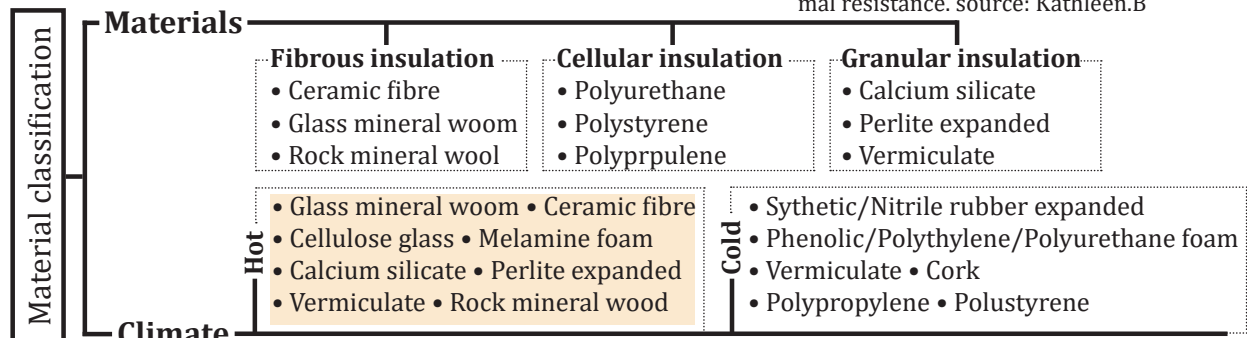 mal resistance. source: Kathleen.B
Material classification
Materials
Fibrous insulation
• Ceramic fibre
• Glass mineral woom
• Rock mineral wool
Cellular insulation
• Polyurethane
• Polystyrene
• Polyprpulene
Granular insulation
• Calcium silicate
• Perlite expanded
• Vermiculate
Hot
• Glass mineral woom • Ceramic fibre
• Cellulose glass • Melamine foam
• Calcium silicate • Perlite expanded
• Vermiculate • Rock mineral wood
Cold
• Sythetic/Nitrile rubber expanded
• Phenolic/Polythylene/Polyurethane foam
• Vermiculate • Cork
• Polypropylene • Polustyrene
Climate